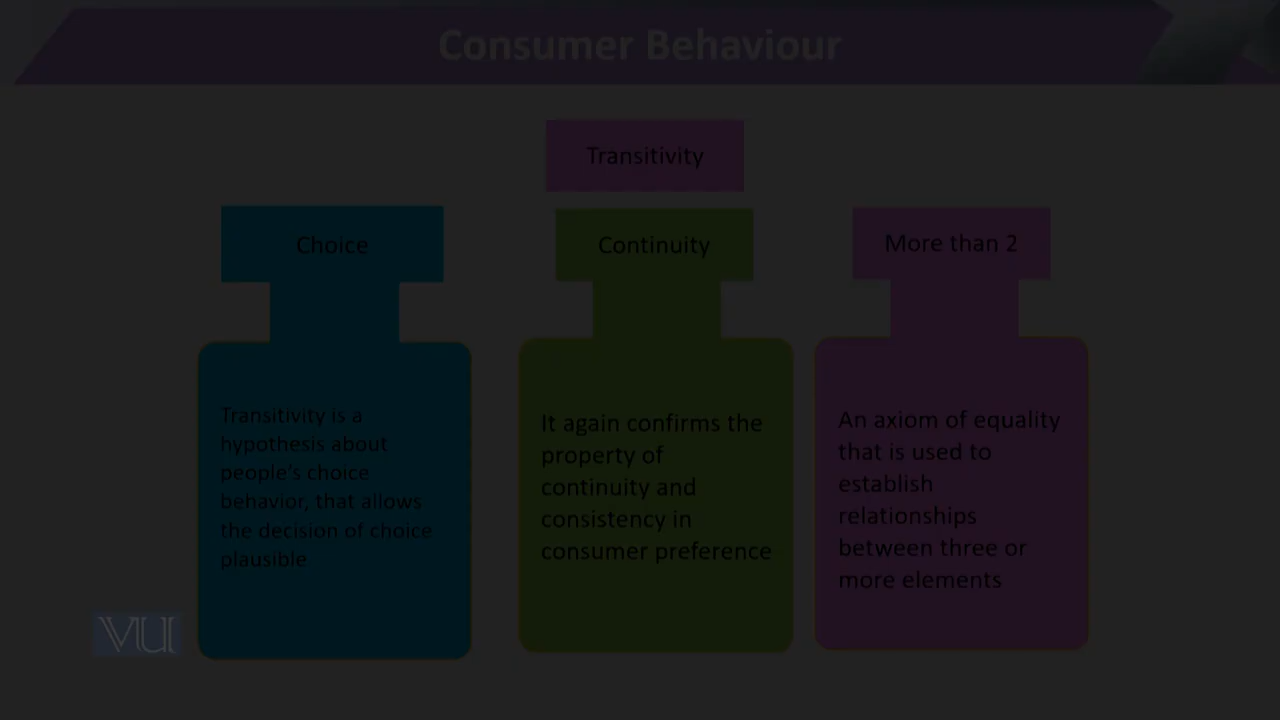 Consumer Behaviour
Transitivity
Choice
Continuity
More than 2
Transitivity is a
hypothesis about
people's choice
behavior, that allows
the decision of choice
plausible
It again confirms the
property of
continuity and
consistency in
consumer preference
An axiom of equality
that is used to
establish
relationships
between three or
more elements
VU